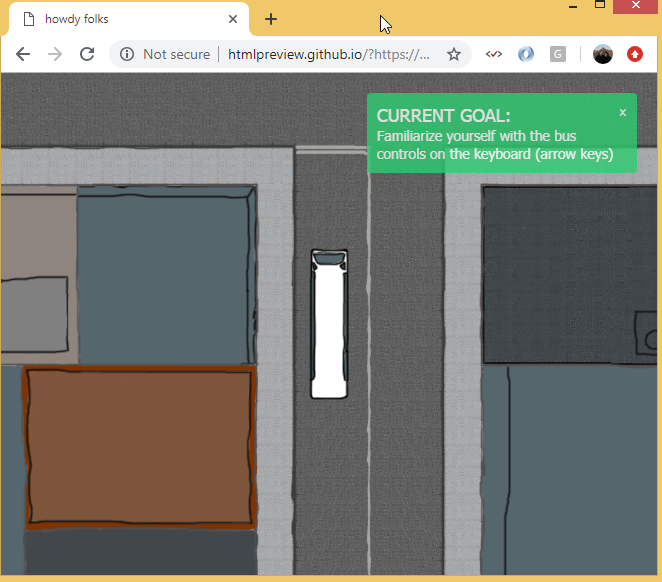 howdy folks
Not secure
htmlpreview.github.io/?https://...
G
CURRENT GOAL:
x
Familiarize yourself with the bus
controls on the keyboard (arrow keys)